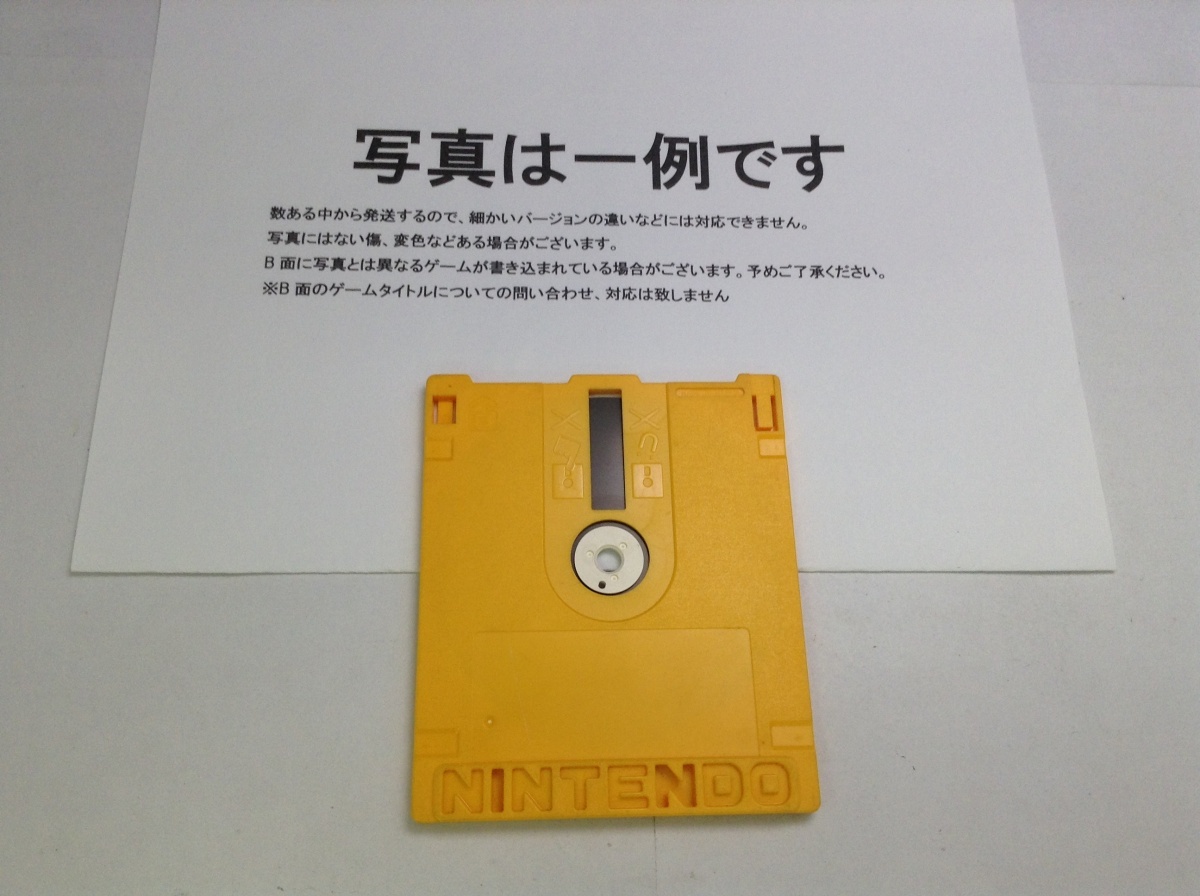 写真は一例です
数ある中から発送するので、細かいバージョンの違いなどには対応できません。
写真にはない傷、変色などある場合がございます。
B 面に写真とは異なるゲームが書き込まれている場合がございます。予めご了承ください。
※B 面のゲームタイトルについての問い合わせ、対応は致しません
NINTENDO